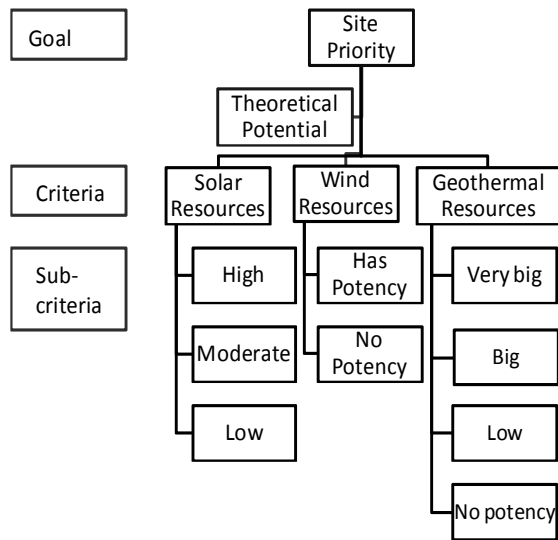 Goal
Site
Priority
Theoretical
Potential
Criteria
Solar
Resources
Wind
Resources
Geothermal
Resources
Sub-
criteria
High
Has
Potency
Very big
Moderate
No
Potency
Big
Low
Low
No potency